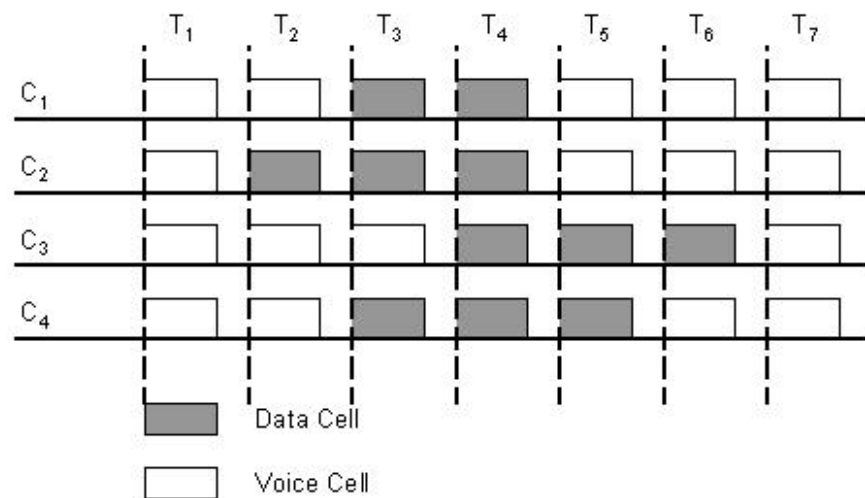 T1 T2 T3 T4 T5 T6 T7
C1
C2
C3
C4
Data Cell
Voice Cell